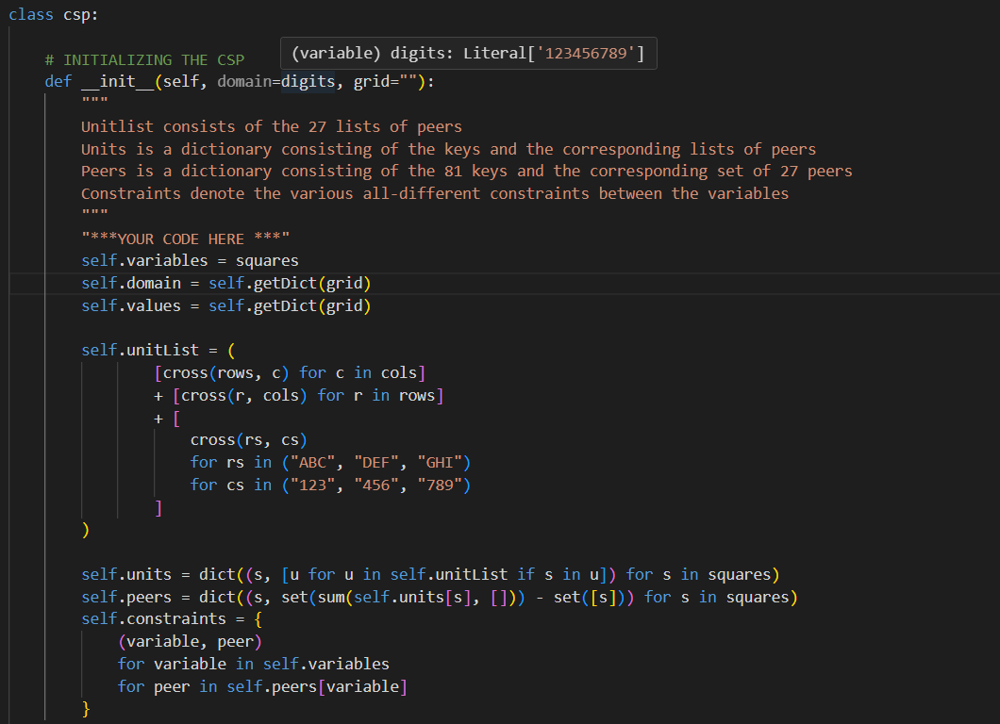 class csp:
(variable) digits: Literal['123456789']
# INITIALIZING THE CSP
def __init__(self, domain=digits, grid=""):
"""
Unitlist consists of the 27 lists of peers
Units is a dictionary consisting of the keys and the corresponding lists of peers
Peers is a dictionary consisting of the 81 keys and the corresponding set of 27 peers
Constraints denote the various all-different constraints between the variables
"""
"***YOUR CODE HERE ***"
self.variables = squares
self.domain = self.getDict(grid)
self.values = self.getDict(grid)
self.unitList = (
[cross(rows, c) for c in cols]
+ [cross(r, cols) for r in rows]
+ [
cross(rs, cs)
for rs in ("ABC", "DEF", "GHI")
for cs in ("123", "456", "789")
]
)
self.units = dict((s, [u for u in self.unitList if s in u]) for s in squares)
self.peers = dict((s, set(sum(self.units[s], [])) - set([s])) for s in squares)
self.constraints = {
(variable, peer)
for variable in self.variables
for peer in self.peers[variable]
}